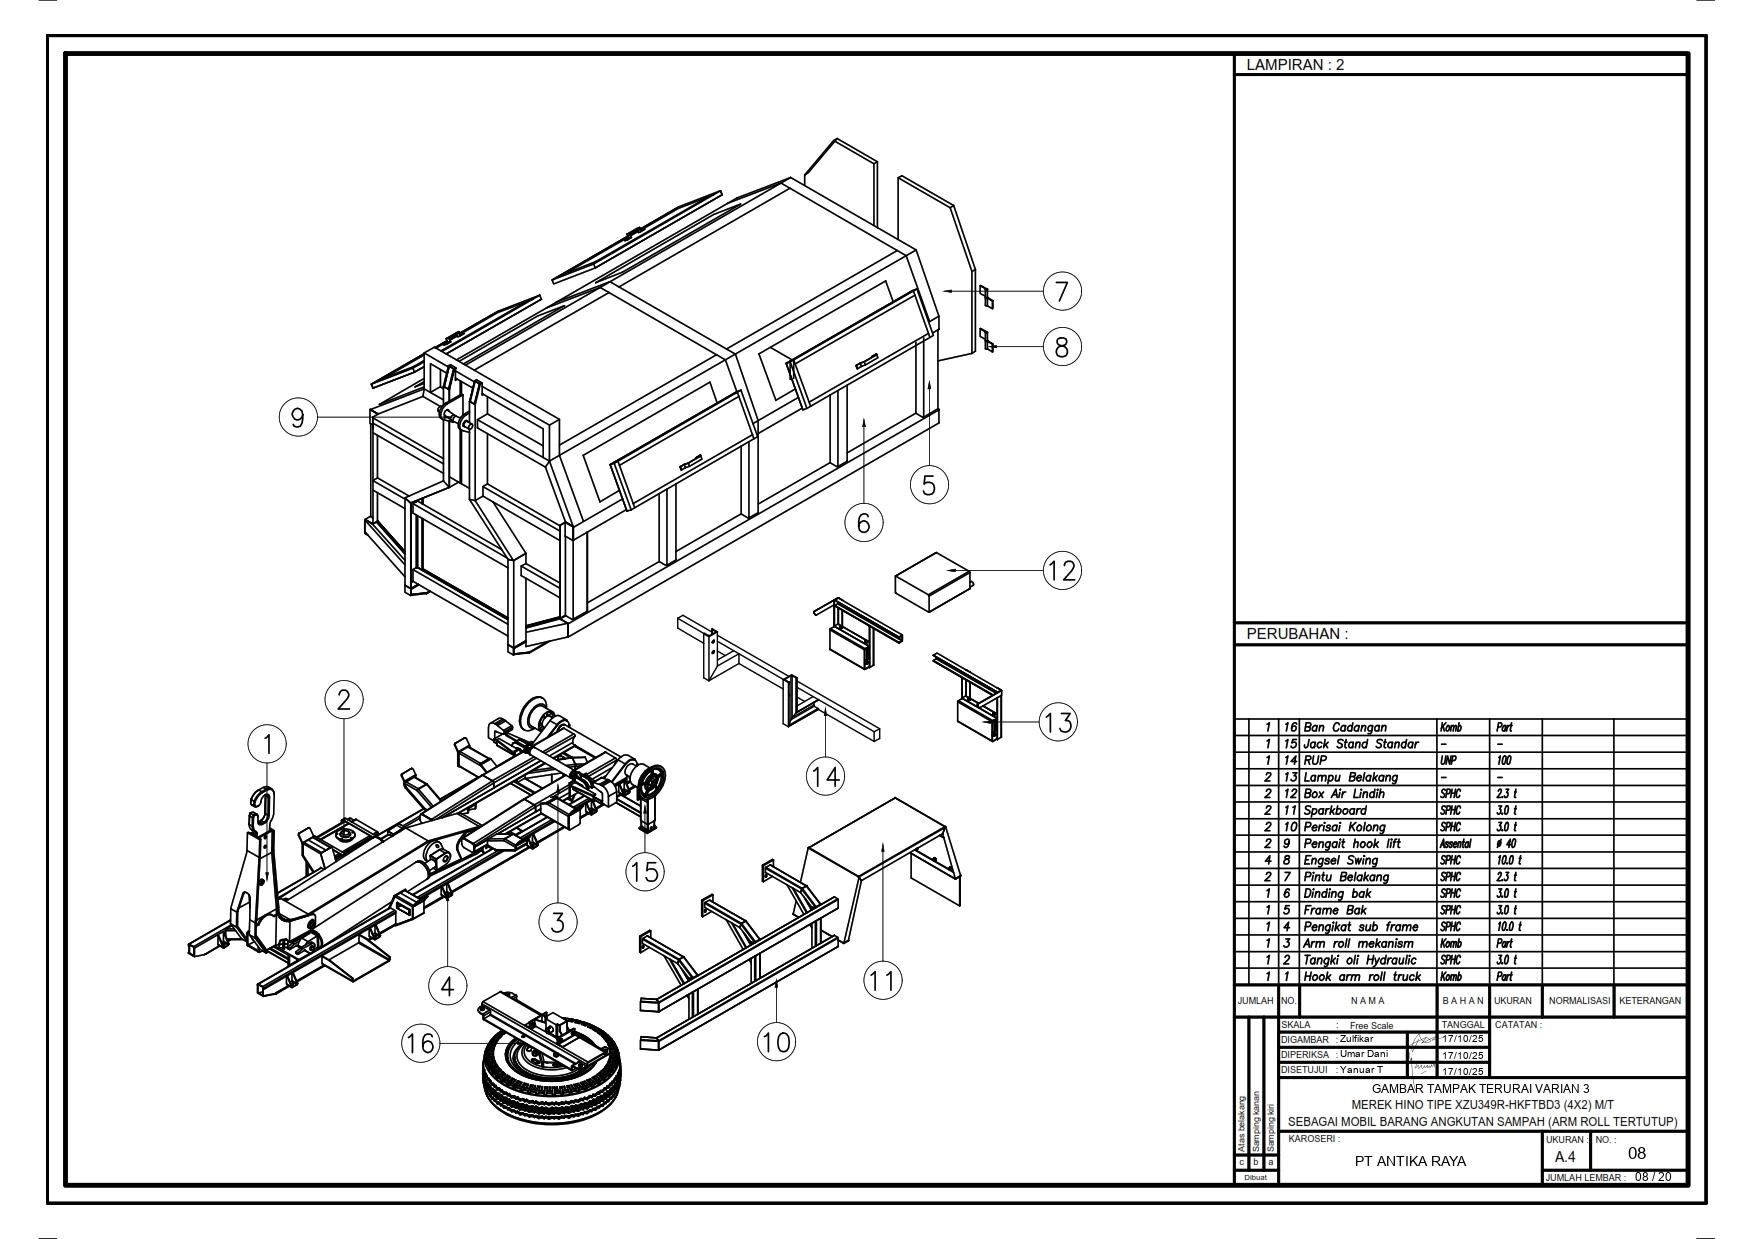 LAMPIRAN : 2
7
8
9
5
6
12
13
14
2
1
15
3
4
11
10
16
PERUBAHAN :
1 16 Ban Cadangan Komb Part
1 15 Jack Stand Standar - -
1 14 RUP UNP 100
2 13 Lampu Belakang - -
2 12 Box Air Lindih SPHC 2.3 t
2 11 Sparkboard SPHC 3.0 t
2 10 Perisai Kolong SPHC 3.0 t
2 9 Pengait hook lift Assental ø 40
4 8 Engsel Swing SPHC 10.0 t
2 7 Pintu Belakang SPHC 2.3 t
1 6 Dinding bak SPHC 3.0 t
1 5 Frame Bak SPHC 3.0 t
1 4 Pengikat sub frame SPHC 10.0 t
1 3 Arm roll mekanism Komb Part
1 2 Tangki oli Hydraulic SPHC 3.0 t
1 1 Hook arm roll truck Komb Part
JUMLAH NO. N A M A B A H A N UKURAN NORMALISASI KETERANGAN
SKALA : Free Scale TANGGAL CATATAN :
DIGAMBAR : Zulfikar 17/10/25
DIPERIKSA : Umar Dani 17/10/25
DISETUJUI : Yanuar T 17/10/25
GAMBAR TAMPAK TERURAI VARIAN 3
MEREK HINO TIPE XZU349R-HKFTBD3 (4X2) M/T
SEBAGAI MOBIL BARANG ANGKUTAN SAMPAH (ARM ROLL TERTUTUP)
Atas belakang
Samping kanan
Samping kiri
c b a
Dibuat
KAROSERI :
PT ANTIKA RAYA
UKURAN : NO. :
A.4 08
JUMLAH LEMBAR : 08 / 20